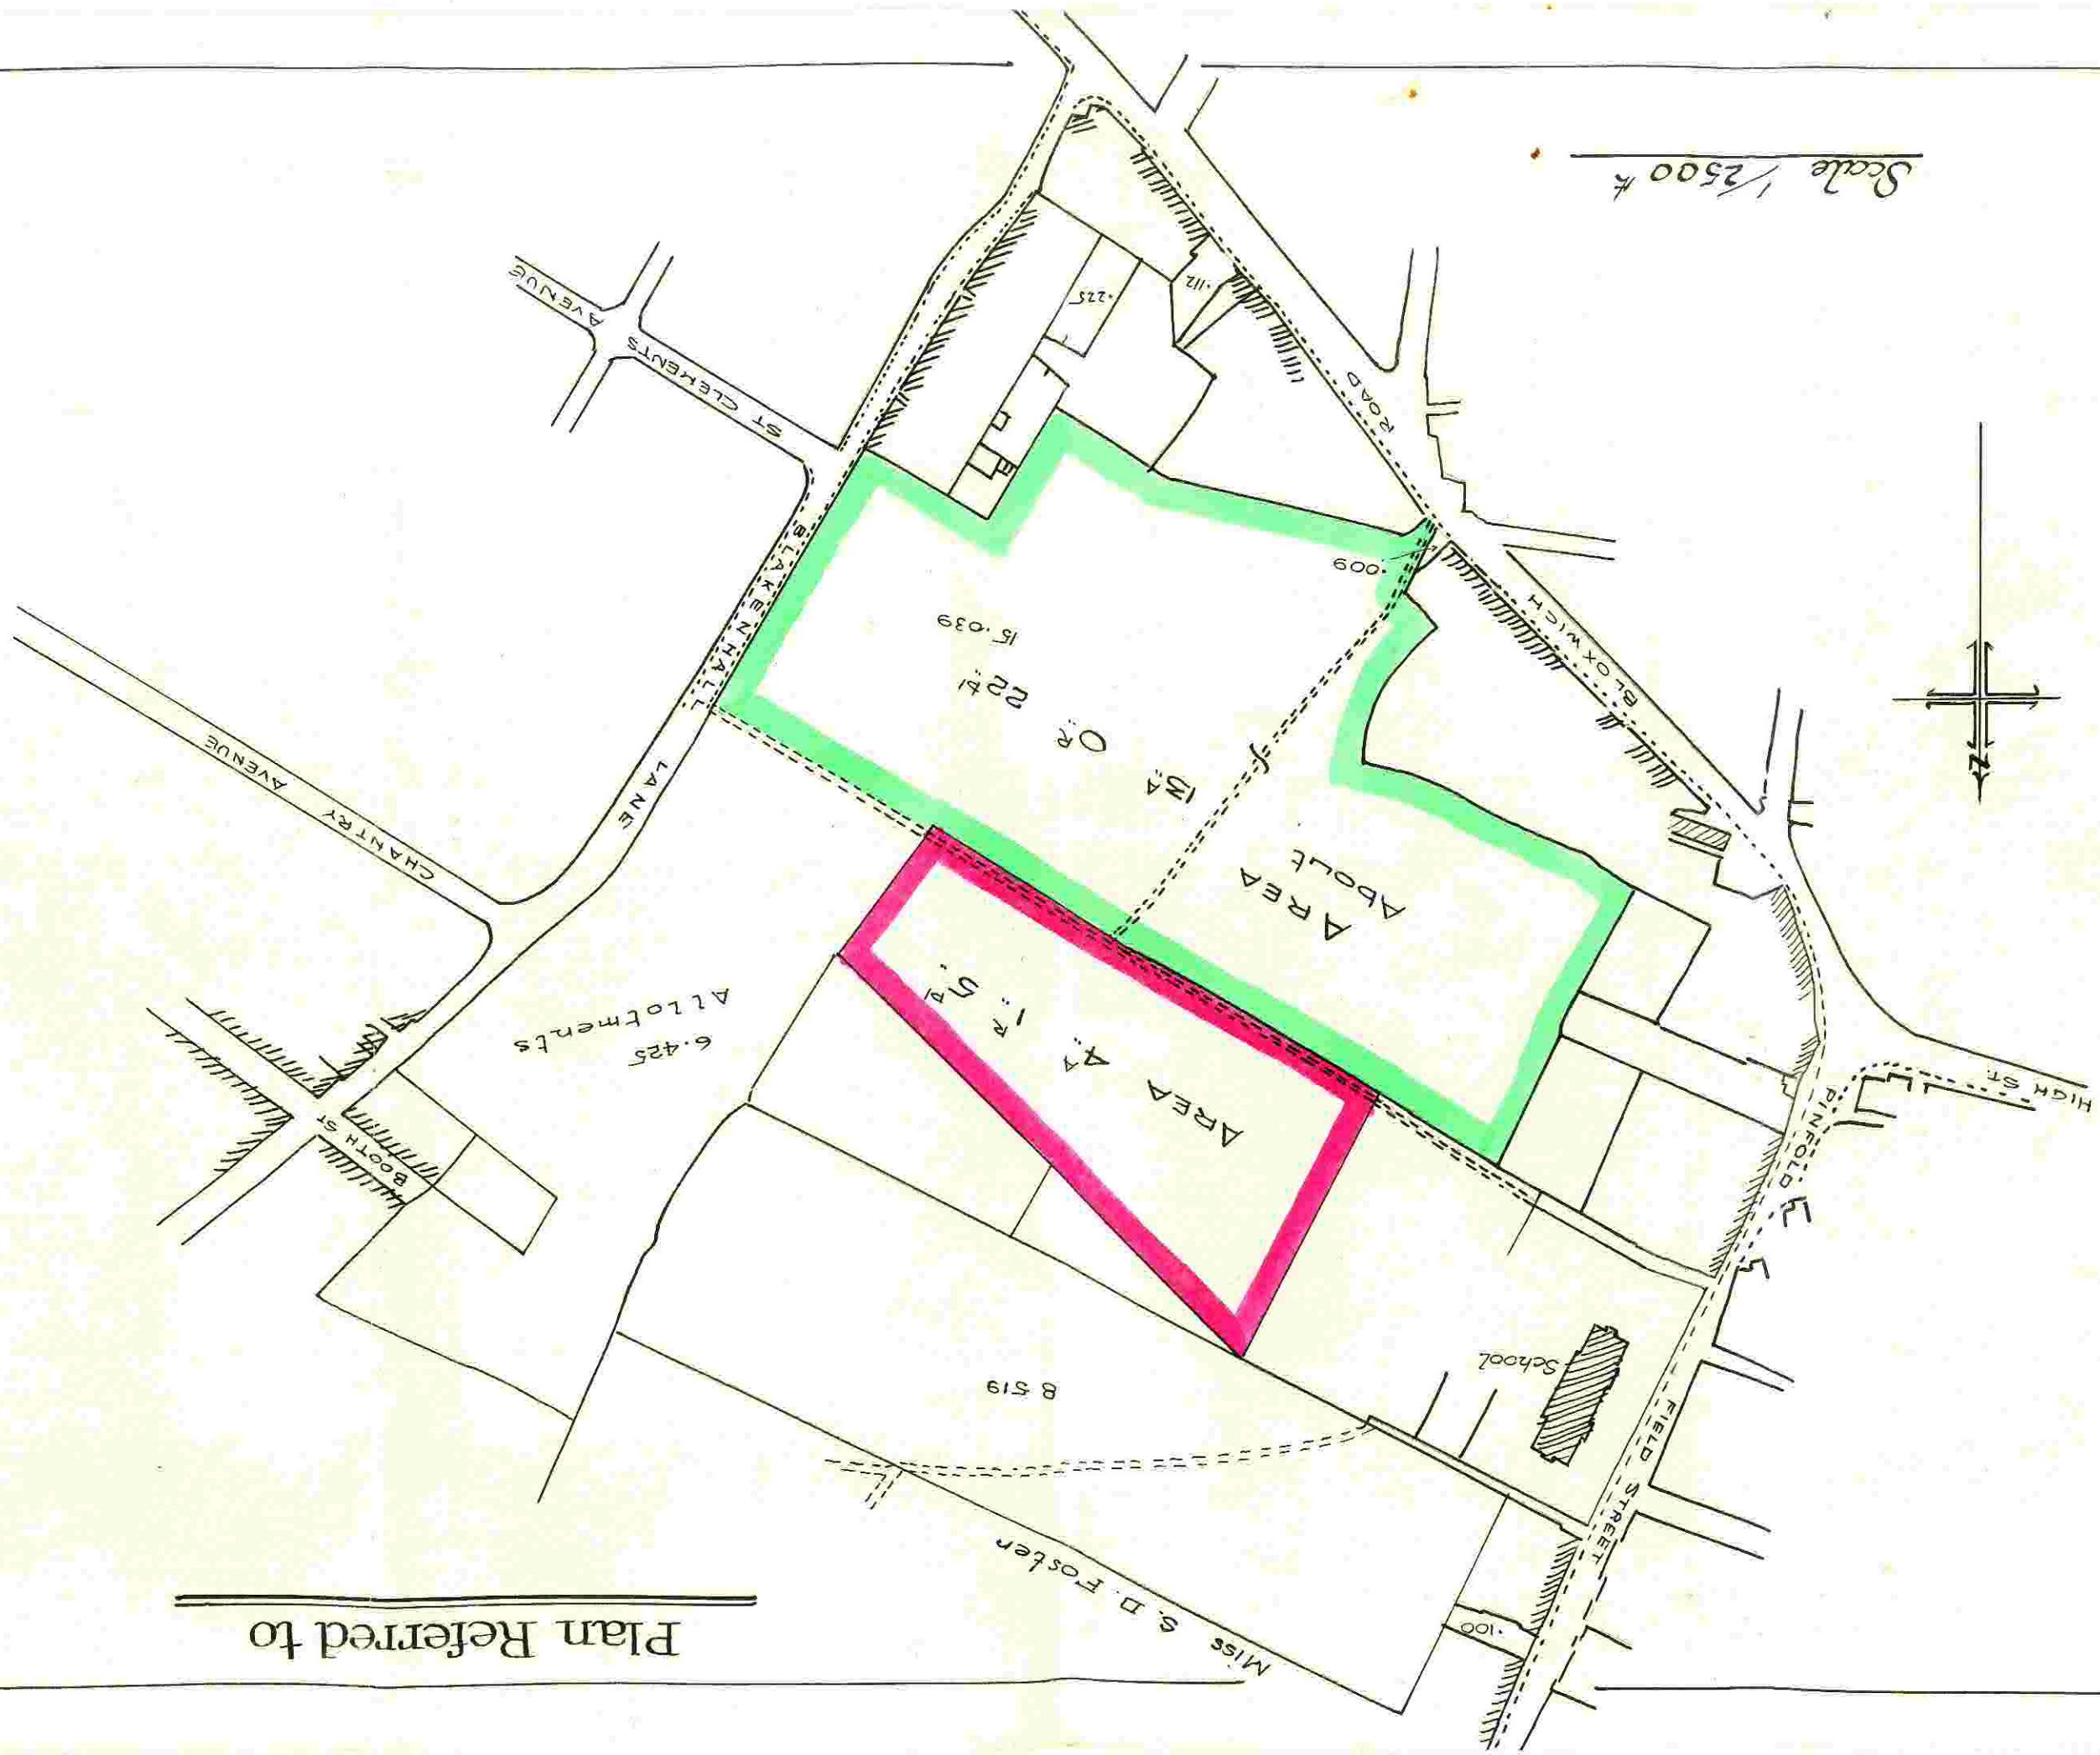 Plan Referred to
MISS S. D. Foster
.100
8 519
School
FIELD STREET
PINFOLD
HIGH ST.
BOOTH ST
6.425
Allotments
AREA
4A. 1R. 5P.
CHANTRY AVENUE
BLAKENHALL LANE
AREA
About
13A. 0R. 22P.
15.039
.009
BLOXWICH ROAD
ST CLEMENTS AVENUE
.225
.112
N
Scale 1/2500 th